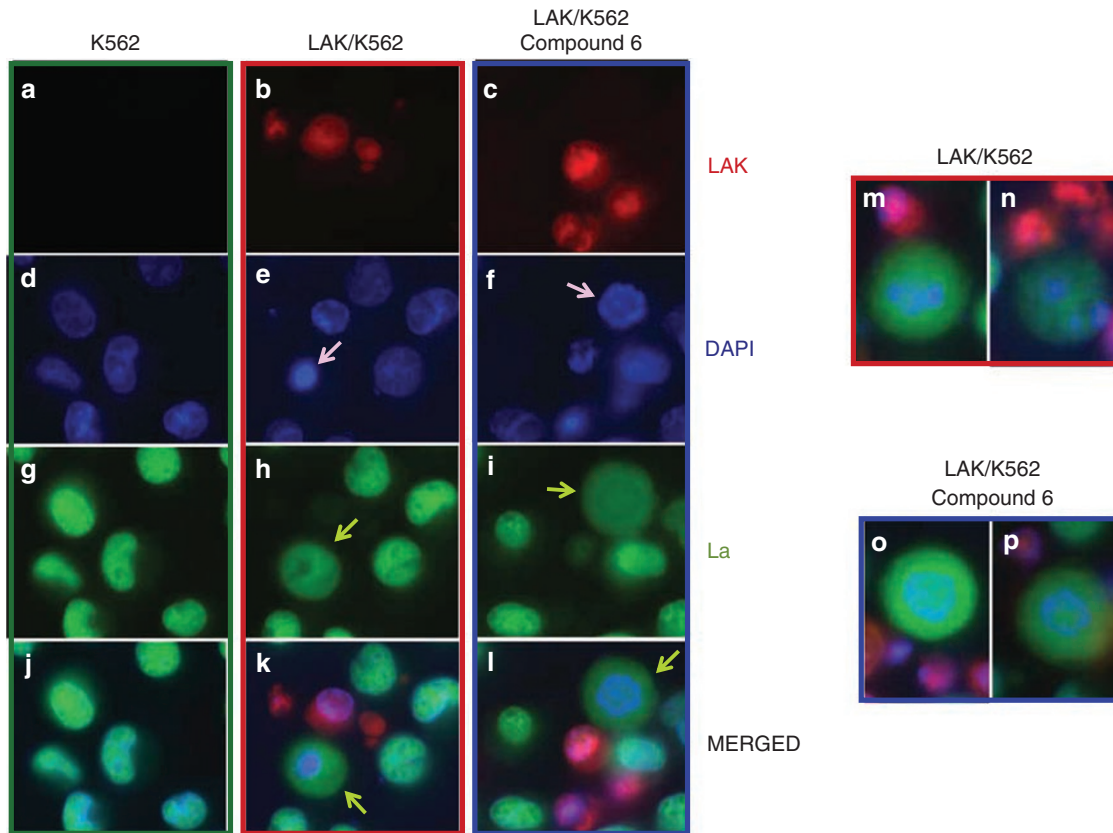 K562
LAK/K562
LAK/K562
Compound 6
a
b
c
LAK
d
e
f
DAPI
g
h
i
La
j
k
l
MERGED
LAK/K562
m
n
LAK/K562
Compound 6
o
p